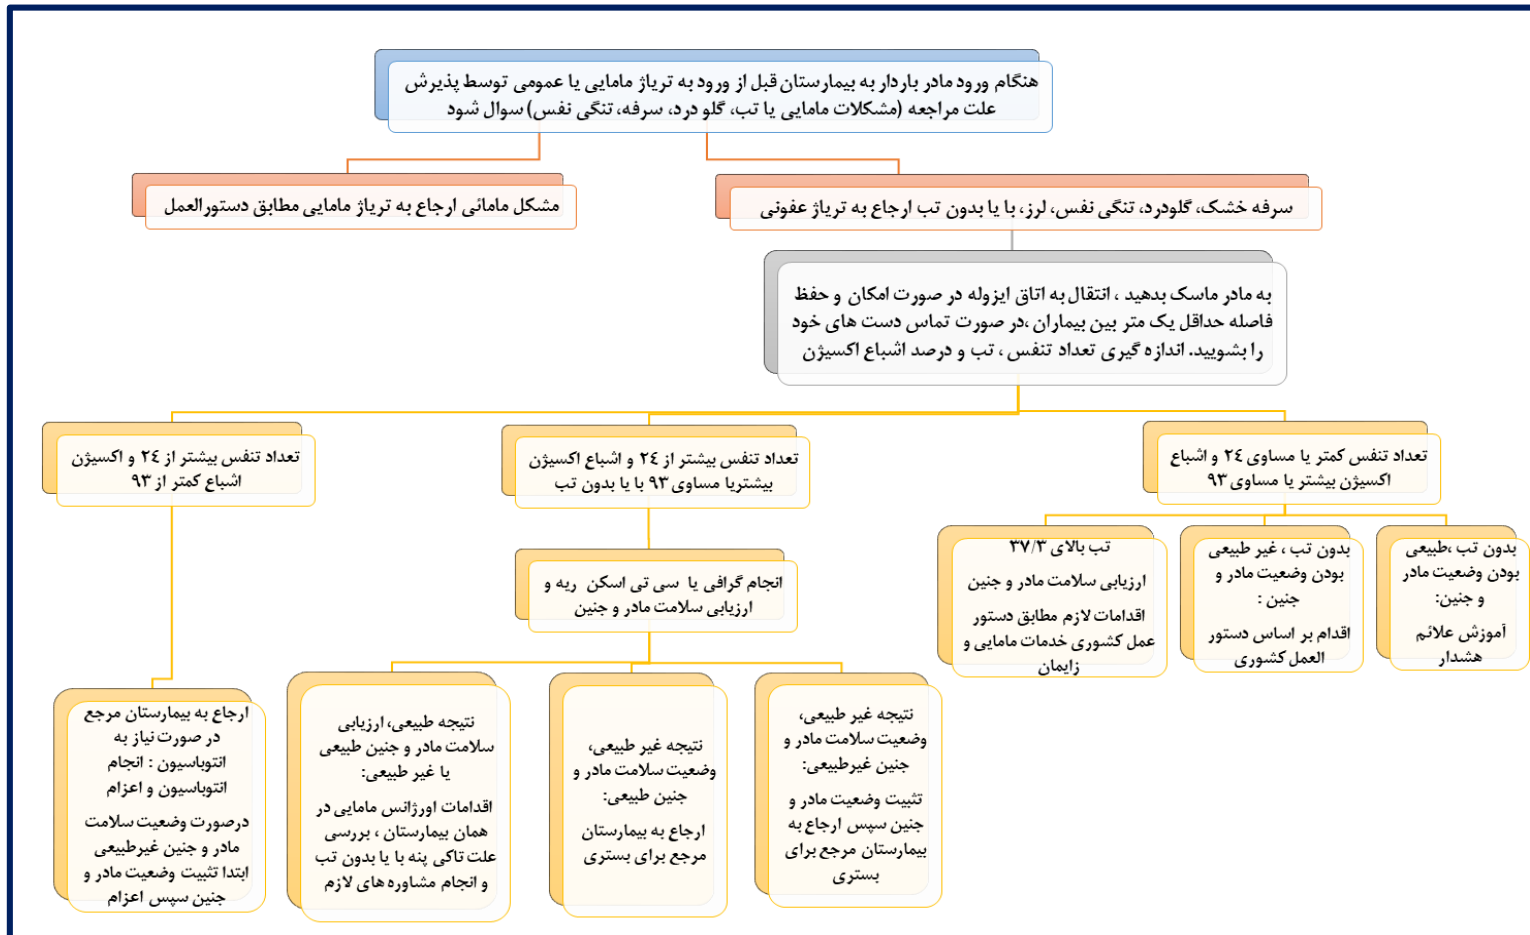 هنگام ورود مادر باردار به بیمارستان قبل از ورود به تریاژ مامایی یا عمومی توسط پذیرش
علت مراجعه (مشکلات مامایی یا تب، گلو درد، سرفه، تنگی نفس) سوال شود
سرفه خشک، گلودرد، تنگی نفس، لرز، با یا بدون تب ارجاع به تریاژ عفونی
مشکل مامائی ارجاع به تریاژ مامایی مطابق دستورالعمل
به مادر ماسک بدهید ، انتقال به اتاق ایزوله در صورت امکان و حفظ
فاصله حداقل یک متر بین بیماران ،در صورت تماس دست های خود
را بشویید. اندازه گیری تعداد تنفس ، تب و درصد اشباع اکسیژن
تعداد تنفس کمتر یا مساوی ۲٤ و اشباع
اکسیژن بیشتر یا مساوی ۹۳
تعداد تنفس بیشتر از ۲٤ و اشباع اکسیژن
بیشتریا مساوی ۹۳ با یا بدون تب
تعداد تنفس بیشتر از ۲٤ و اکسیژن
اشباع کمتر از ۹۳
بدون تب ،طبیعی
بودن وضعیت مادر
و جنین:
آموزش علائم
هشدار
بدون تب ، غیر طبیعی
بودن وضعیت مادر و
جنین :
اقدام بر اساس دستور
العمل کشوری
تب بالای ۳۷/۳
ارزیابی سلامت مادر و جنین
اقدامات لازم مطابق دستور
عمل کشوری خدمات مامایی و
زایمان
انجام گرافی یا سی تی اسکن ریه و
ارزیابی سلامت مادر و جنین
نتیجه غیر طبیعی،
وضعیت سلامت مادر و
جنین غیرطبیعی:
تثبیت وضعیت مادر و
جنین سپس ارجاع به
بیمارستان مرجع برای
بستری
نتیجه غیر طبیعی،
وضعیت سلامت مادر و
جنین طبیعی:
ارجاع به بیمارستان
مرجع برای بستری
نتیجه طبیعی، ارزیابی
سلامت مادر و جنین طبیعی
یا غیر طبیعی:
اقدامات اورژانس مامایی در
همان بیمارستان ، بررسی
علت تاکی پنه با یا بدون تب
و انجام مشاوره های لازم
ارجاع به بیمارستان مرجع
در صورت نیاز به
انتوباسیون : انجام
انتوباسیون و اعزام
درصورت وضعیت سلامت
مادر و جنین غیرطبیعی
ابتدا تثبیت وضعیت مادر و
جنین سپس اعزام